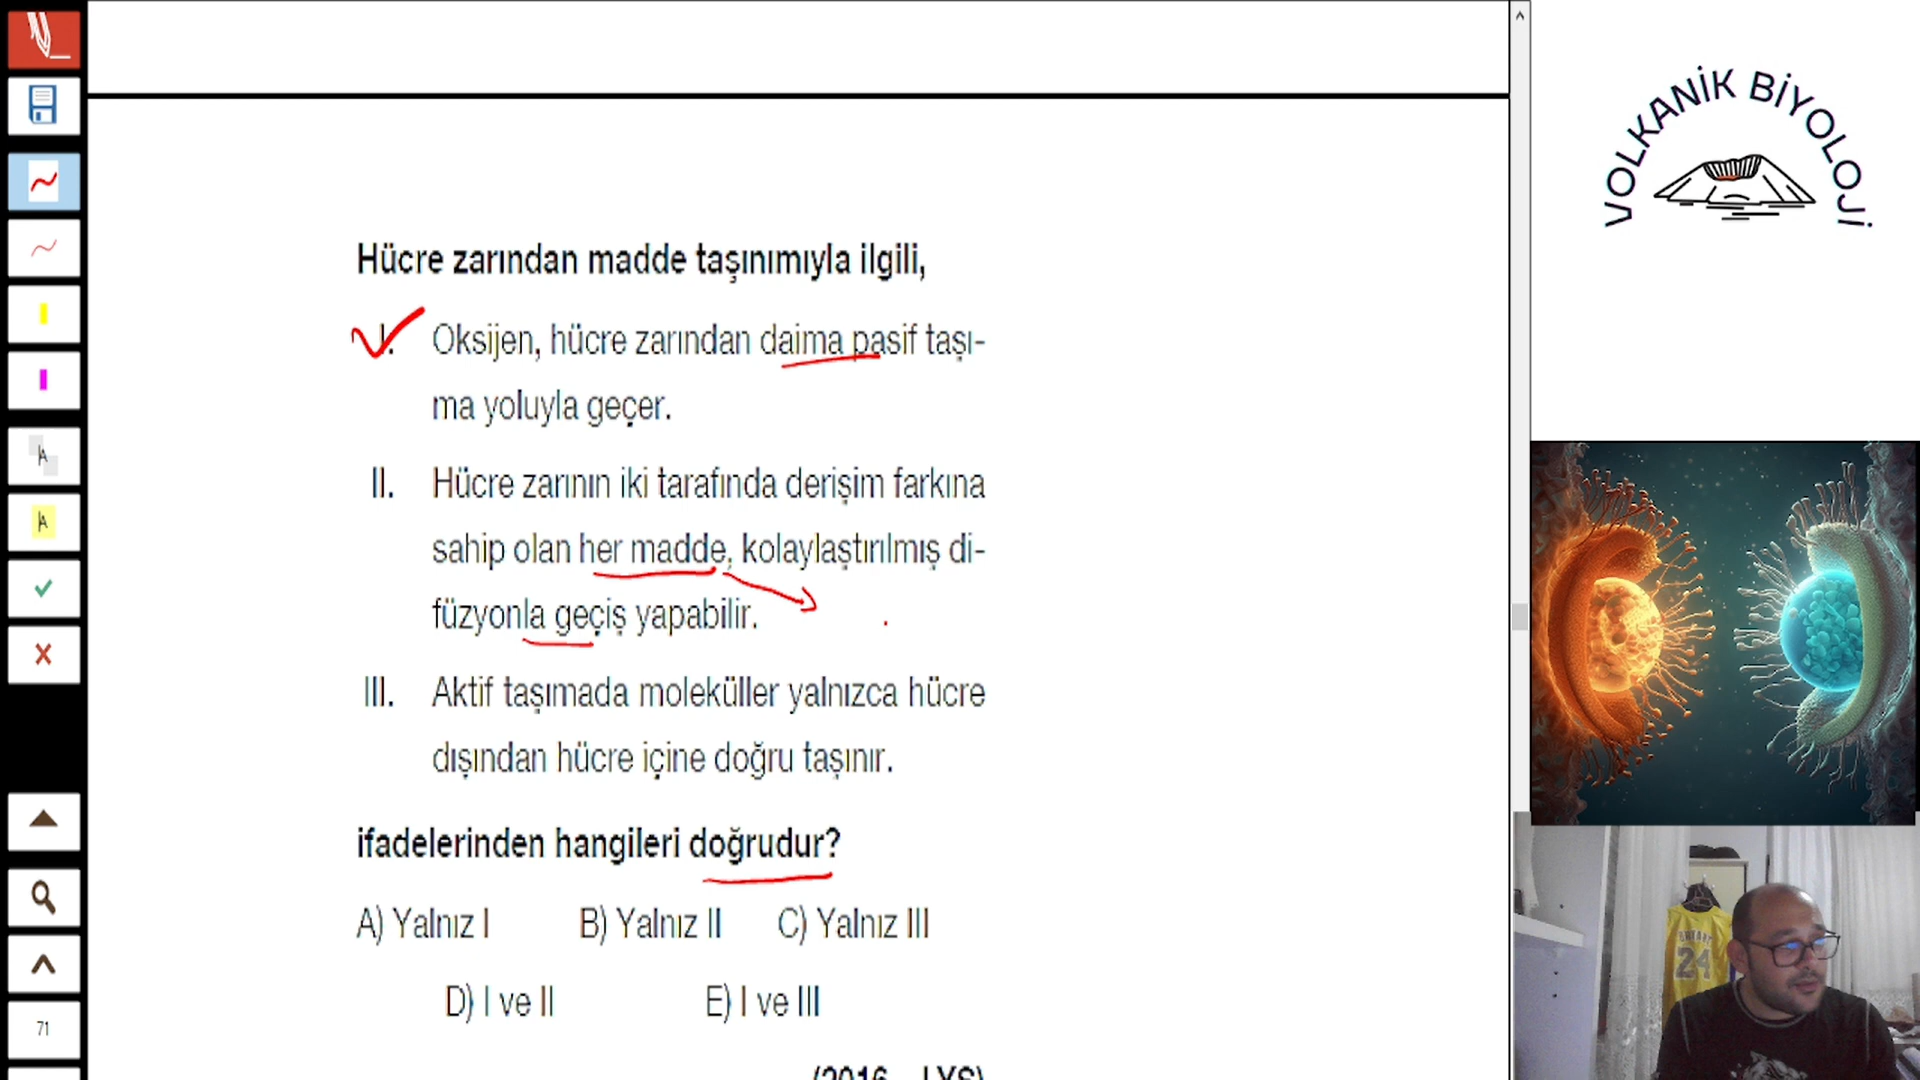 VOLKANİK BİYOLOJİ
Hücre zarından madde taşınımıyla ilgili,
I. Oksijen, hücre zarından daima pasif taşı-
ma yoluyla geçer.
II. Hücre zarının iki tarafında derişim farkına
sahip olan her madde, kolaylaştırılmış di-
füzyonla geçiş yapabilir.
III. Aktif taşımada moleküller yalnızca hücre
dışından hücre içine doğru taşınır.
ifadelerinden hangileri doğrudur?
A) Yalnız I B) Yalnız II C) Yalnız III
D) I ve II E) I ve III
(2016 - LYS)
A
A
71
24